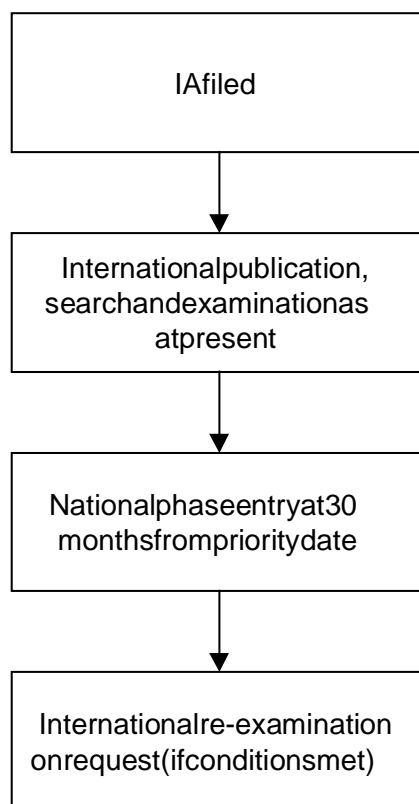 IAfiled
Internationalpublication,
searchandexaminationas
atpresent
Nationalphaseentryat30
monthsfromprioritydate
Internationalre-examination
onrequest(ifconditionsmet)